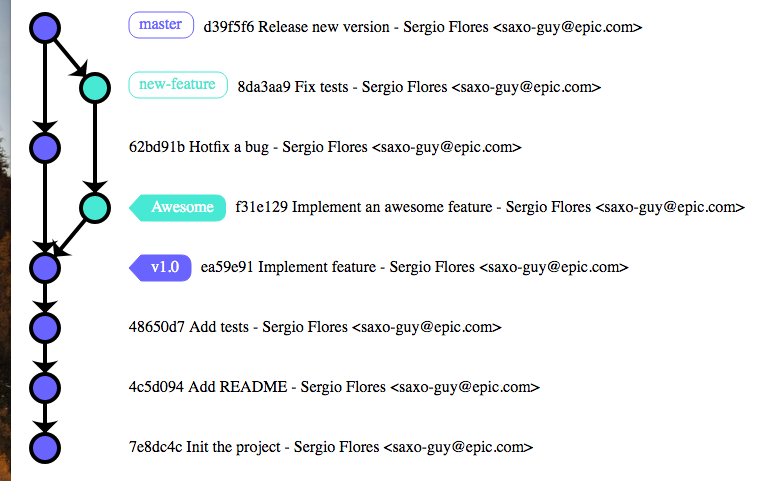 master d39f5f6 Release new version - Sergio Flores <saxo-guy@epic.com>
new-feature 8da3aa9 Fix tests - Sergio Flores <saxo-guy@epic.com>
62bd91b Hotfix a bug - Sergio Flores <saxo-guy@epic.com>
Awesome f31e129 Implement an awesome feature - Sergio Flores <saxo-guy@epic.com>
v1.0 ea59e91 Implement feature - Sergio Flores <saxo-guy@epic.com>
48650d7 Add tests - Sergio Flores <saxo-guy@epic.com>
4c5d094 Add README - Sergio Flores <saxo-guy@epic.com>
7e8dc4c Init the project - Sergio Flores <saxo-guy@epic.com>